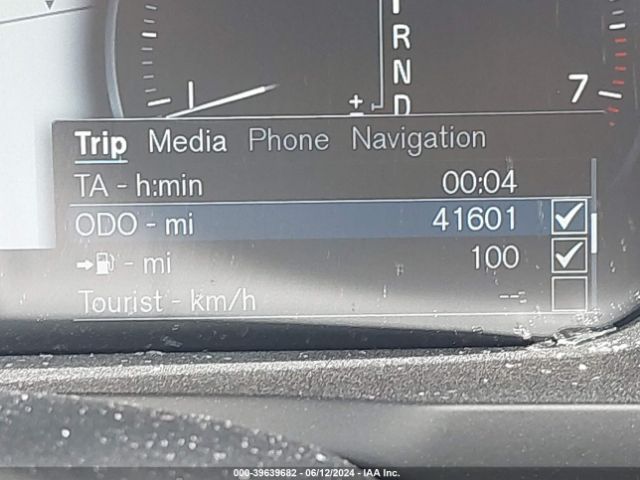 R
N
± D
7
Trip Media Phone Navigation
TA - h:min 00:04
ODO - mi 41601
- mi 100
Tourist - km/h --
000-39639682 - 06/12/2024 - IAA Inc.